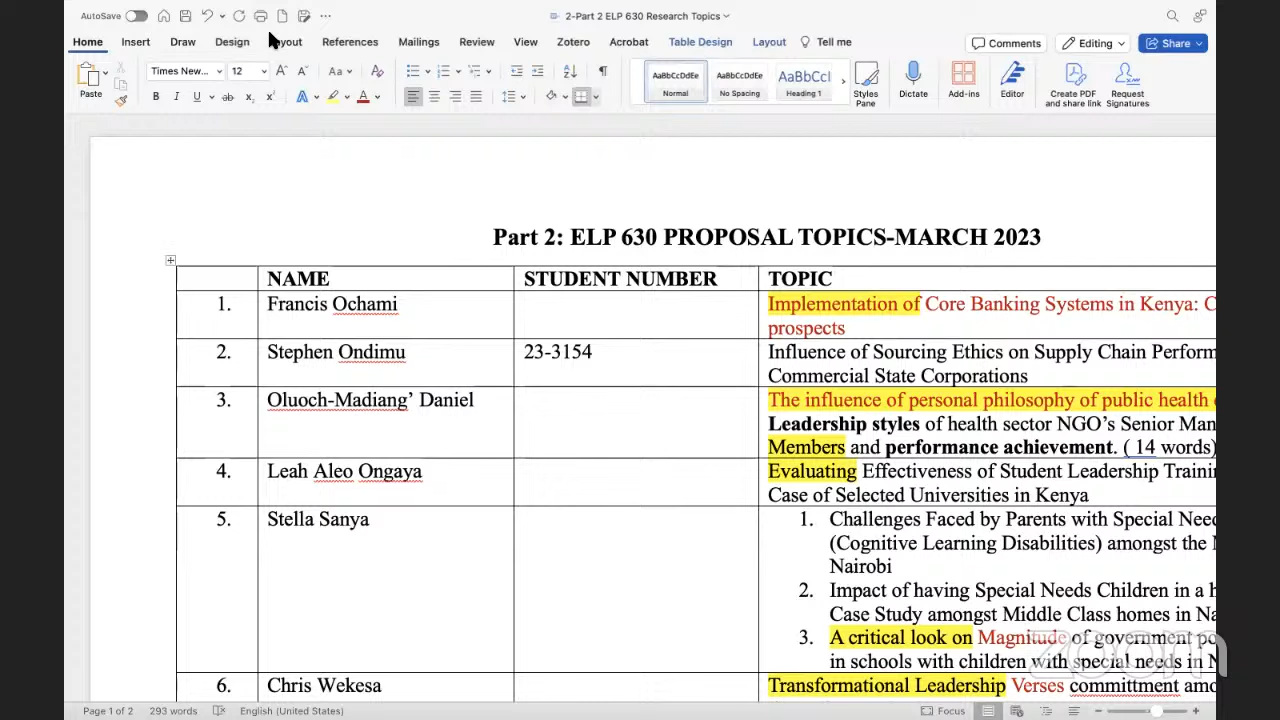 AutoSave
2-Part 2 ELP 630 Research Topics
Home Insert Draw Design Layout References Mailings Review View Zotero Acrobat Table Design Layout Tell me
Comments Editing Share
Paste
Times New... 12
AaBbCcDdEe Normal
AaBbCcDdEe No Spacing
AaBbCcI Heading 1
Styles Pane
Dictate
Add-ins
Editor
Create PDF and share link
Request Signatures
Part 2: ELP 630 PROPOSAL TOPICS-MARCH 2023
NAME STUDENT NUMBER TOPIC
1. Francis Ochami Implementation of Core Banking Systems in Kenya: C
prospects
2. Stephen Ondimu 23-3154 Influence of Sourcing Ethics on Supply Chain Perform
Commercial State Corporations
3. Oluoch-Madiang’ Daniel The influence of personal philosophy of public health
Leadership styles of health sector NGO’s Senior Man
Members and performance achievement. ( 14 words)
4. Leah Aleo Ongaya Evaluating Effectiveness of Student Leadership Trainin
Case of Selected Universities in Kenya
5. Stella Sanya 1. Challenges Faced by Parents with Special Need
(Cognitive Learning Disabilities) amongst the
Nairobi
2. Impact of having Special Needs Children in a h
Case Study amongst Middle Class homes in Na
3. A critical look on Magnitude of government po
in schools with children with special needs in N
6. Chris Wekesa Transformational Leadership Verses committment amo
zoom
Page 1 of 2 293 words English (United States) Focus